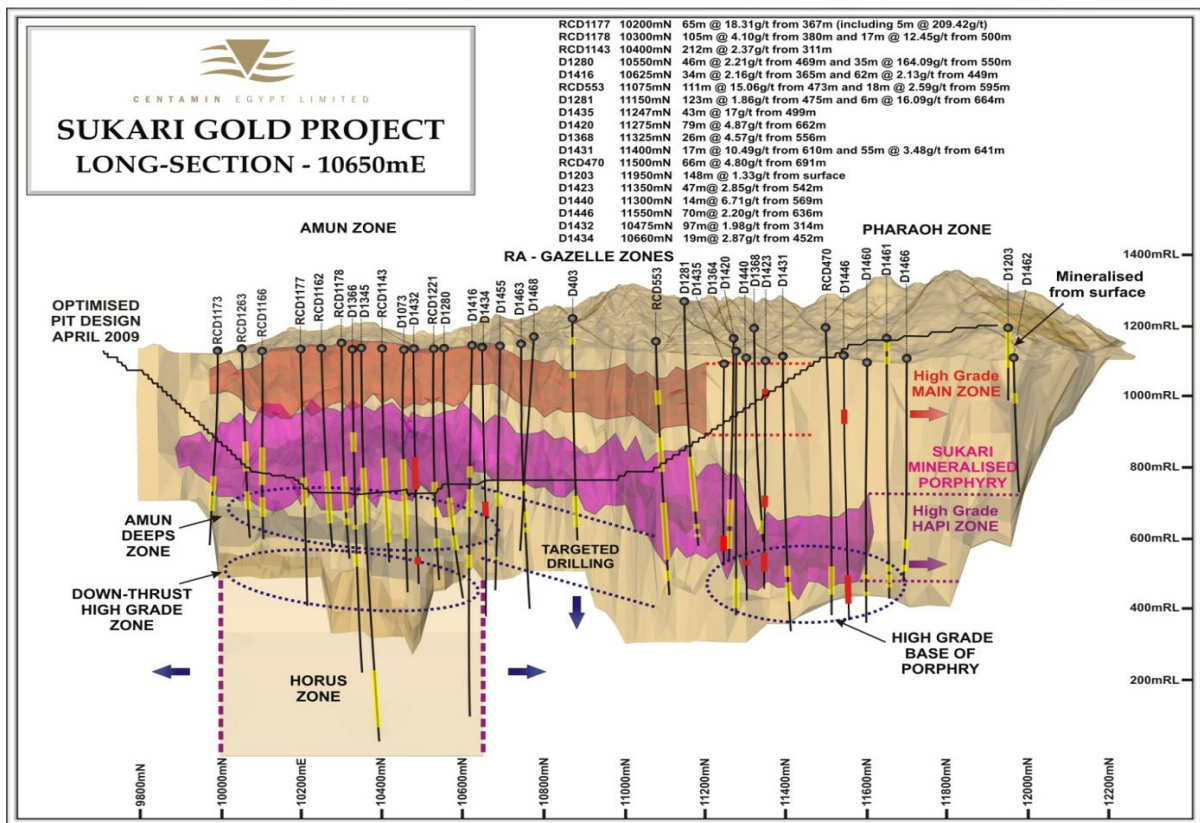 CENTAMIN EGYPT LIMITED
SUKARI GOLD PROJECT
LONG-SECTION - 10650mE
RCD1177 10200mN 65m @ 18.31g/t from 367m (including 5m @ 209.42g/t)
RCD1178 10300mN 105m @ 4.10g/t from 380m and 17m @ 12.45g/t from 500m
RCD1143 10400mN 212m @ 2.37g/t from 311m
D1280 10550mN 46m @ 2.21g/t from 469m and 35m @ 164.09g/t from 550m
D1416 10625mN 34m @ 2.16g/t from 365m and 62m @ 2.13g/t from 449m
RCD553 11075mN 111m @ 15.06g/t from 473m and 18m @ 2.59g/t from 595m
D1281 11150mN 123m @ 1.86g/t from 475m and 6m @ 16.09g/t from 664m
D1435 11247mN 43m @ 17g/t from 499m
D1420 11275mN 79m @ 4.87g/t from 662m
D1368 11325mN 26m @ 4.57g/t from 556m
D1431 11400mN 17m @ 10.49g/t from 610m and 55m @ 3.48g/t from 641m
RCD470 11500mN 66m @ 4.80g/t from 691m
D1203 11950mN 148m @ 1.33g/t from surface
D1423 11350mN 47m@ 2.85g/t from 542m
D1440 11300mN 14m@ 6.71g/t from 569m
D1446 11550mN 70m@ 2.20g/t from 636m
D1432 10475mN 97m@ 1.98g/t from 314m
D1434 10660mN 19m@ 2.87g/t from 452m
AMUN ZONE
RA - GAZELLE ZONES
PHARAOH ZONE
RCD1173
RCD1263
RCD1166
RCD1177
RCD1162
RCD1178
D1366
D1345
RCD1143
D1073
D1432
RCD1221
D1280
D1416
D1434
D1455
D1463
D1468
D403
RCD553
D1281
D1435
D1364
D1420
D1440
D1368
D1423
D1431
RCD470
D1446
D1460
D1461
D1466
D1203
D1462
1400mRL
1200mRL
1000mRL
800mRL
600mRL
400mRL
200mRL
Mineralised
from surface
OPTIMISED
PIT DESIGN
APRIL 2009
High Grade
MAIN ZONE
SUKARI
MINERALISED
PORPHYRY
High Grade
HAPI ZONE
AMUN
DEEPS
ZONE
TARGETED
DRILLING
DOWN-THRUST
HIGH GRADE
ZONE
HIGH GRADE
BASE OF
PORPHRY
HORUS
ZONE
9800mN
10000mN
10200mE
10400mN
10600mN
10800mN
11000mN
11200mN
11400mN
11600mN
11800mN
12000mN
12200mN